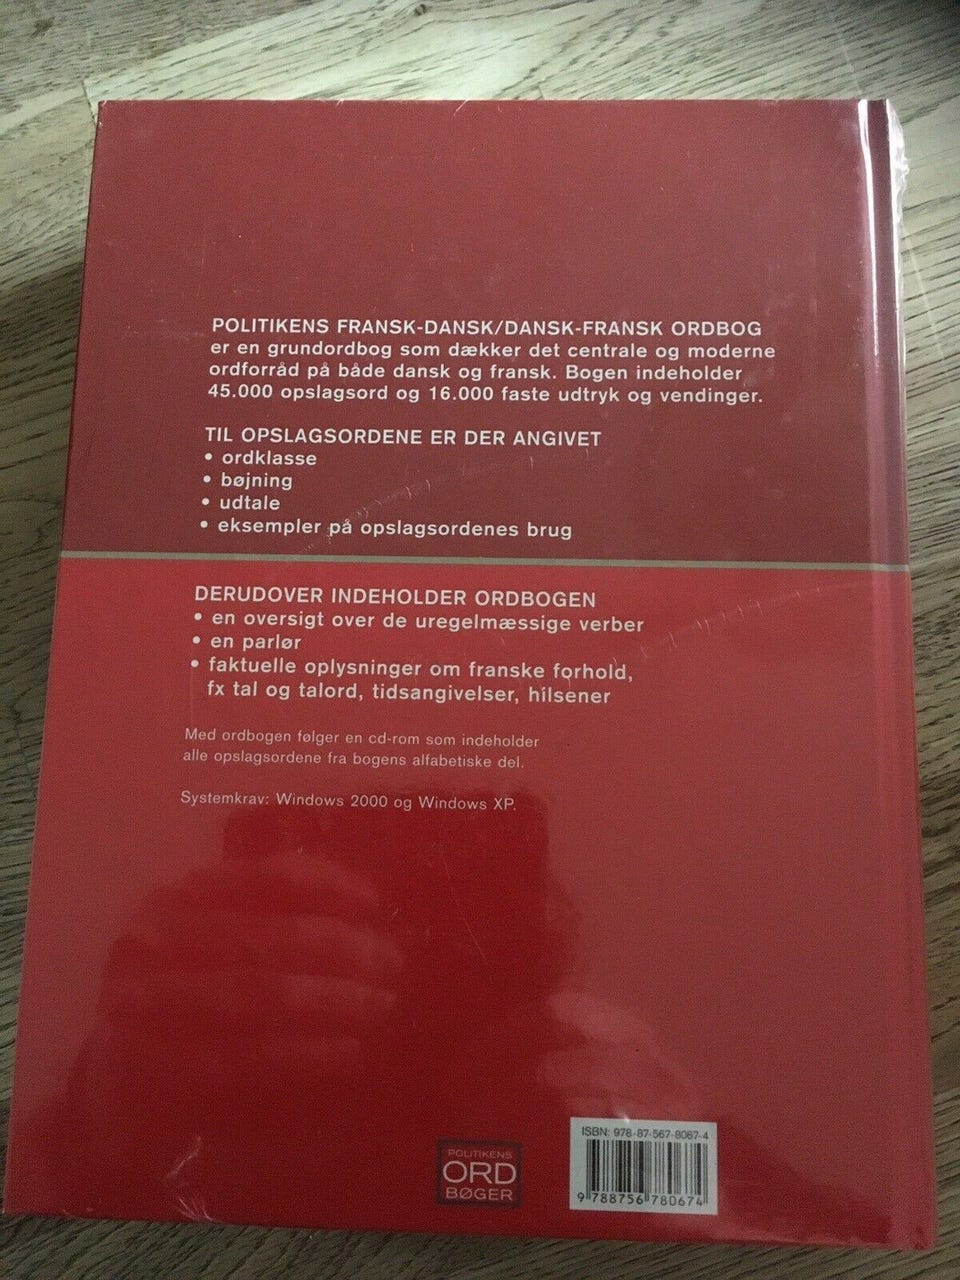 POLITIKENS FRANSK-DANSK/DANSK-FRANSK ORDBOG
er en grundordbog som dækker det centrale og moderne
ordforråd på både dansk og fransk. Bogen indeholder
45.000 opslagsord og 16.000 faste udtryk og vendinger.
TIL OPSLAGSORDENE ER DER ANGIVET
• ordklasse
• bøjning
• udtale
• eksempler på opslagsordenes brug
DERUDOVER INDEHOLDER ORDBOGEN
• en oversigt over de uregelmæssige verber
• en parlør
• faktuelle oplysninger om franske forhold,
fx tal og talord, tidsangivelser, hilsener
Med ordbogen følger en cd-rom som indeholder
alle opslagsordene fra bogens alfabetiske del.
Systemkrav: Windows 2000 og Windows XP.
POLITIKENS
ORD
BØGER
ISBN: 978-87-567-8067-4
9 788756 780674